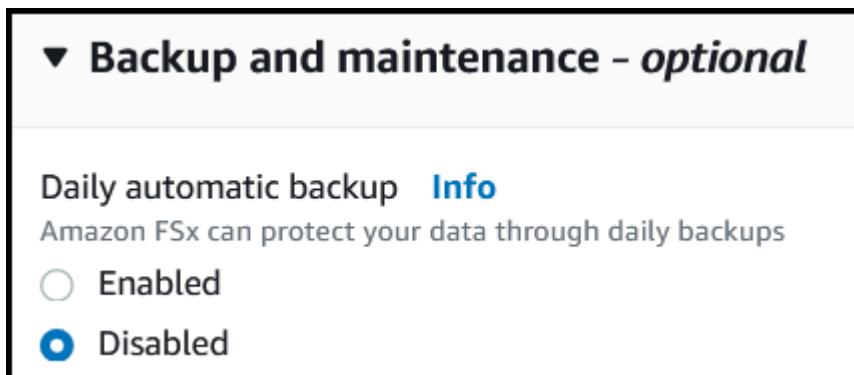 Backup and maintenance - optional
Daily automatic backup Info
Amazon FSx can protect your data through daily backups
Enabled
Disabled